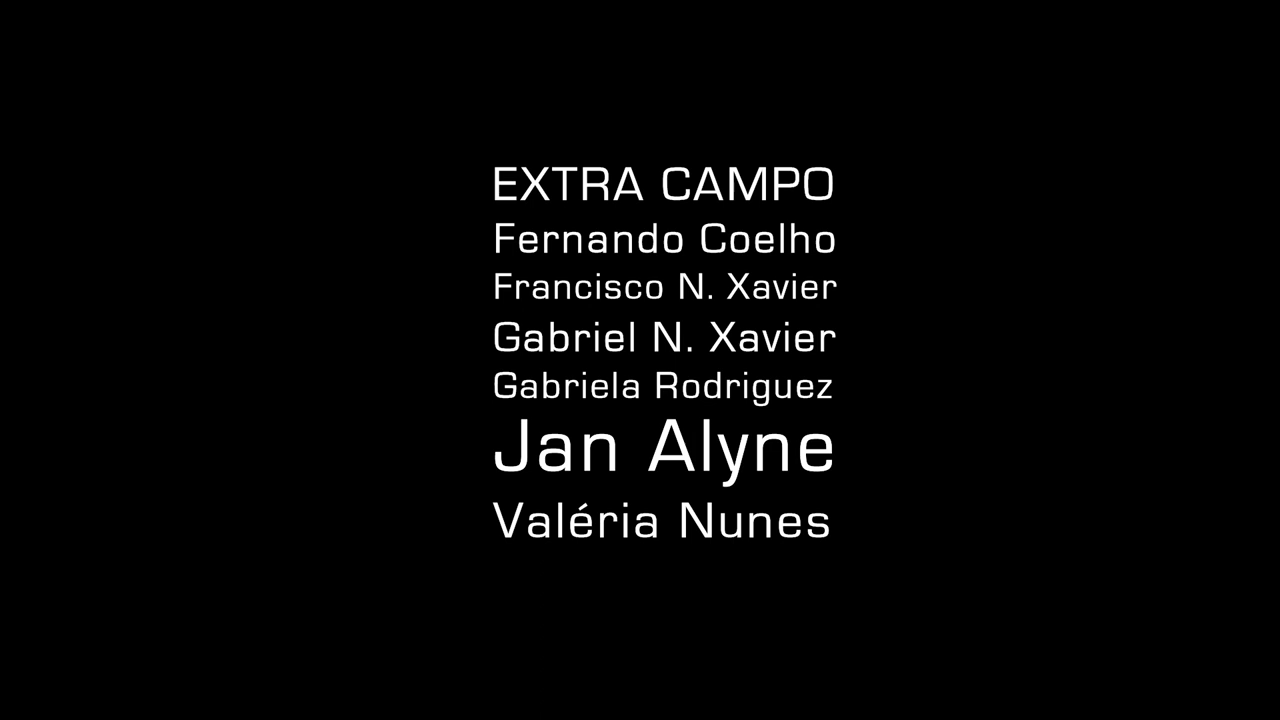 EXTRA CAMPO
Fernando Coelho
Francisco N. Xavier
Gabriel N. Xavier
Gabriela Rodriguez
Jan Alyne
Valéria Nunes